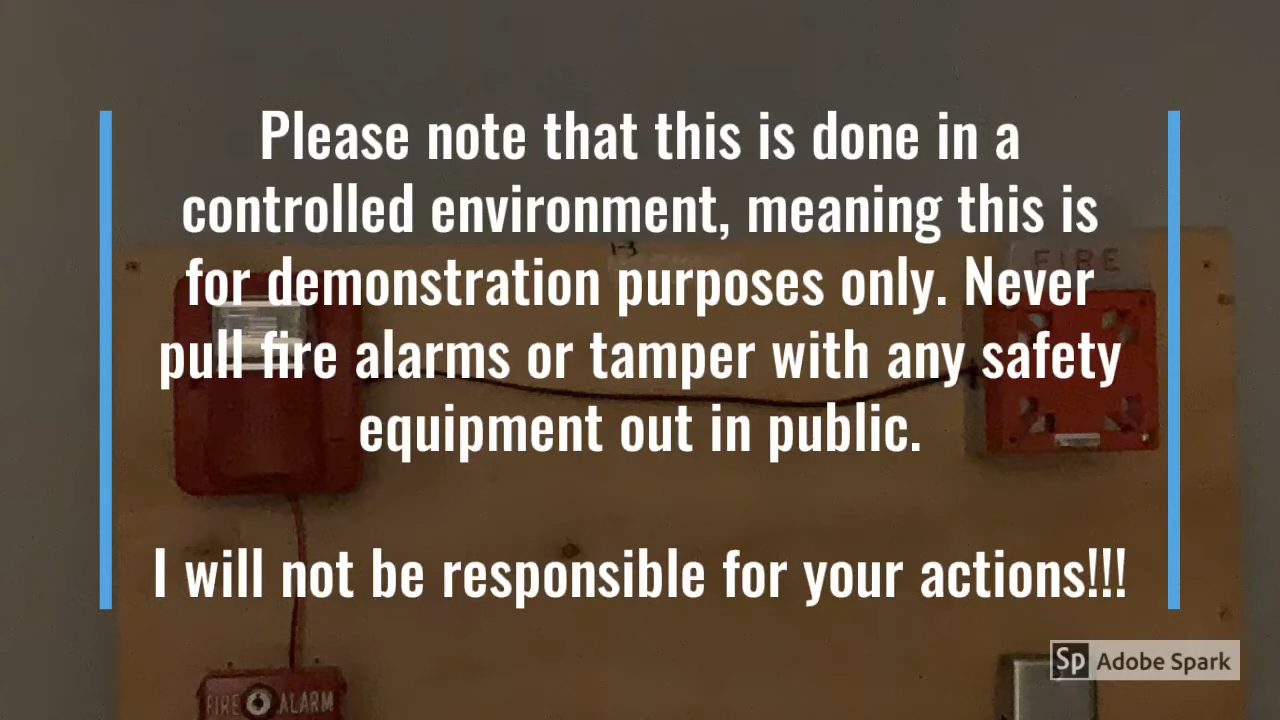 Please note that this is done in a
controlled environment, meaning this is
for demonstration purposes only. Never
pull fire alarms or tamper with any safety
equipment out in public.
I will not be responsible for your actions!!!
FIRE
FIRE ALARM
Sp Adobe Spark